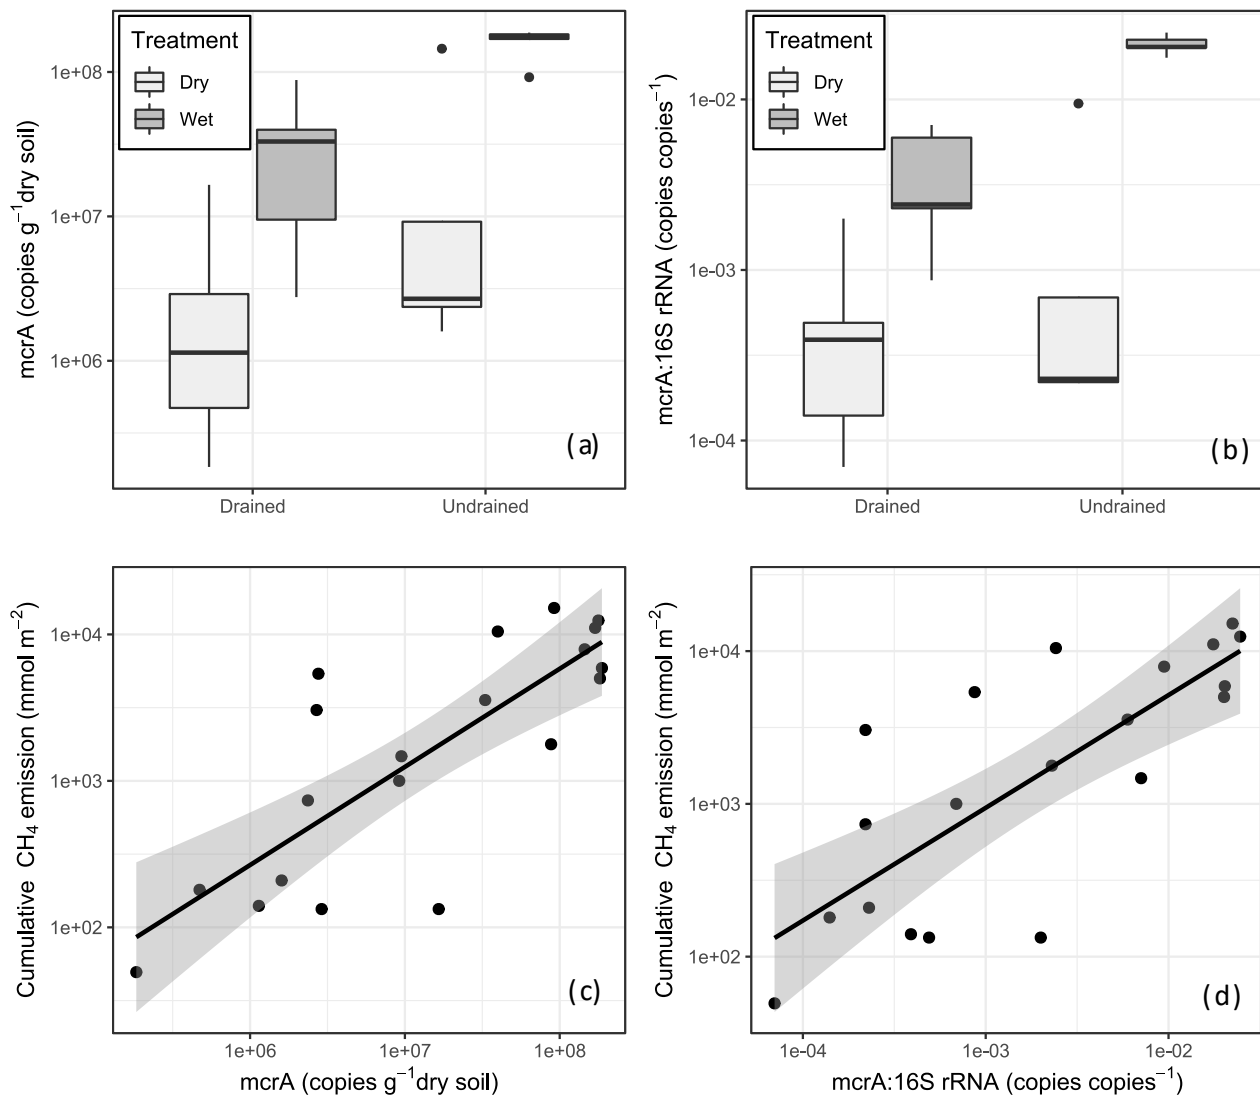 Treatment
Dry
Wet
mcrA (copies g⁻¹dry soil)
1e+08
1e+07
1e+06
(a)
Drained
Undrained
Treatment
Dry
Wet
mcrA:16S rRNA (copies copies⁻¹)
1e-02
1e-03
1e-04
(b)
Drained
Undrained
Cumulative CH₄ emission (mmol m⁻²)
1e+04
1e+03
1e+02
(c)
1e+06
1e+07
1e+08
mcrA (copies g⁻¹dry soil)
Cumulative CH₄ emission (mmol m⁻²)
1e+04
1e+03
1e+02
(d)
1e-04
1e-03
1e-02
mcrA:16S rRNA (copies copies⁻¹)